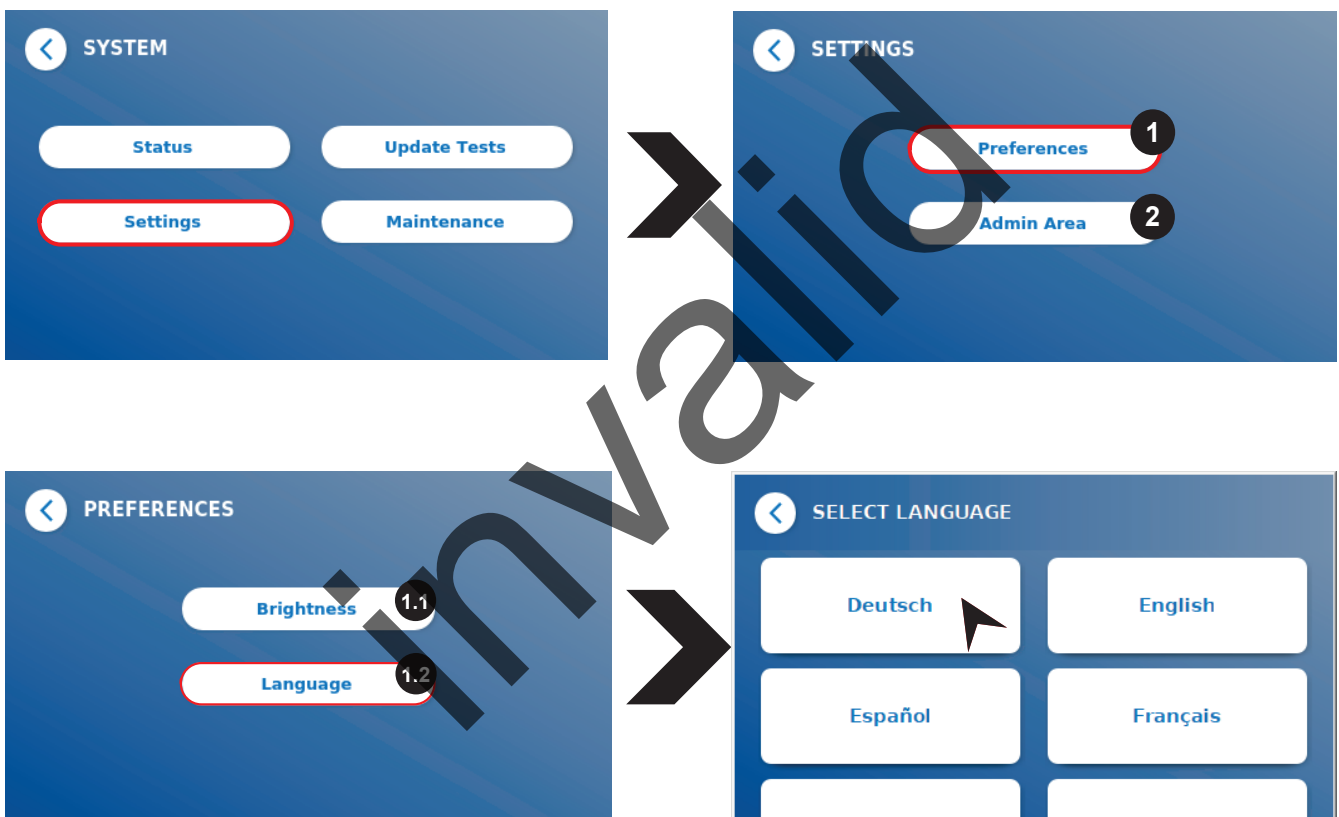 SYSTEM
Status
Update Tests
Settings
Maintenance
SETTINGS
Preferences
1
Admin Area
2
PREFERENCES
Brightness
1.1
Language
1.2
SELECT LANGUAGE
Deutsch
English
Español
Français
invalid